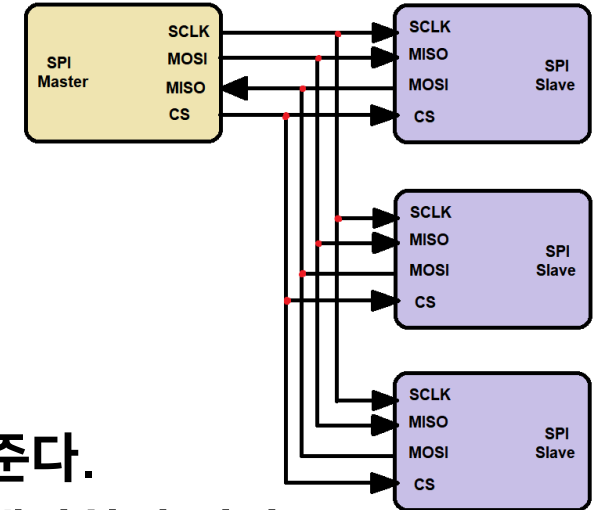 SPI
Master
SCLK
MOSI
MISO
CS
SCLK
MISO
MOSI
CS
SPI
Slave
SCLK
MISO
MOSI
CS
SPI
Slave
SCLK
MISO
MOSI
CS
SPI
Slave
준다.